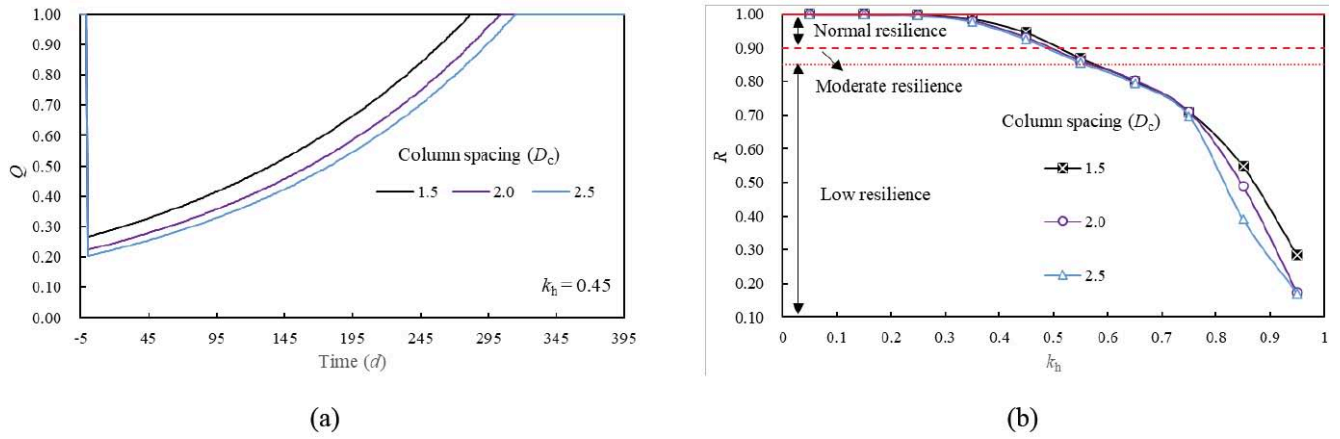 1.00
0.90
0.80
0.70
0.60
0.50
0.40
0.30
0.20
0.10
0.00
Q
Column spacing (Dc)
1.5 2.0 2.5
kh = 0.45
-5 45 95 145 195 245 295 345 395
Time (d)
(a)
1.00
0.90
0.80
0.70
0.60
0.50
0.40
0.30
0.20
0.10
R
Normal resilience
Moderate resilience
Low resilience
Column spacing (Dc)
1.5
2.0
2.5
0 0.1 0.2 0.3 0.4 0.5 0.6 0.7 0.8 0.9 1
kh
(b)